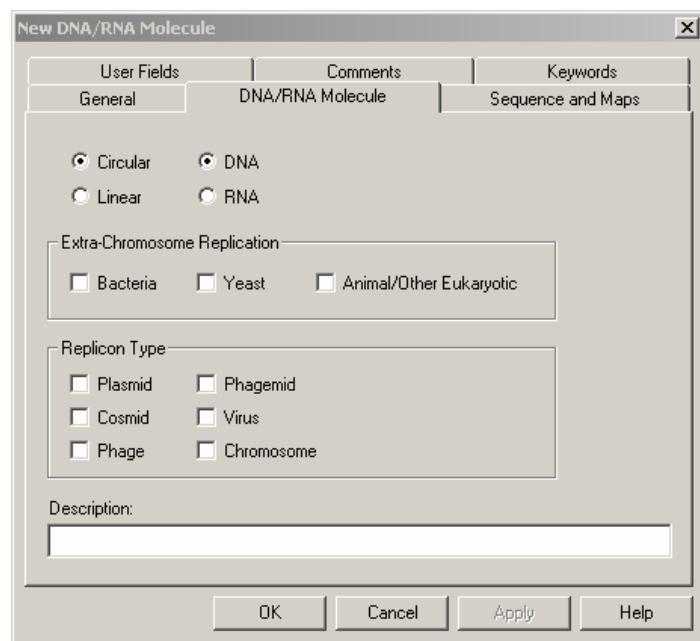 New DNA/RNA Molecule
User Fields Comments Keywords
General DNA/RNA Molecule Sequence and Maps
Circular DNA
Linear RNA
Extra-Chromosome Replication
Bacteria Yeast Animal/Other Eukaryotic
Replicon Type
Plasmid Phagemid
Cosmid Virus
Phage Chromosome
Description:
OK Cancel Apply Help